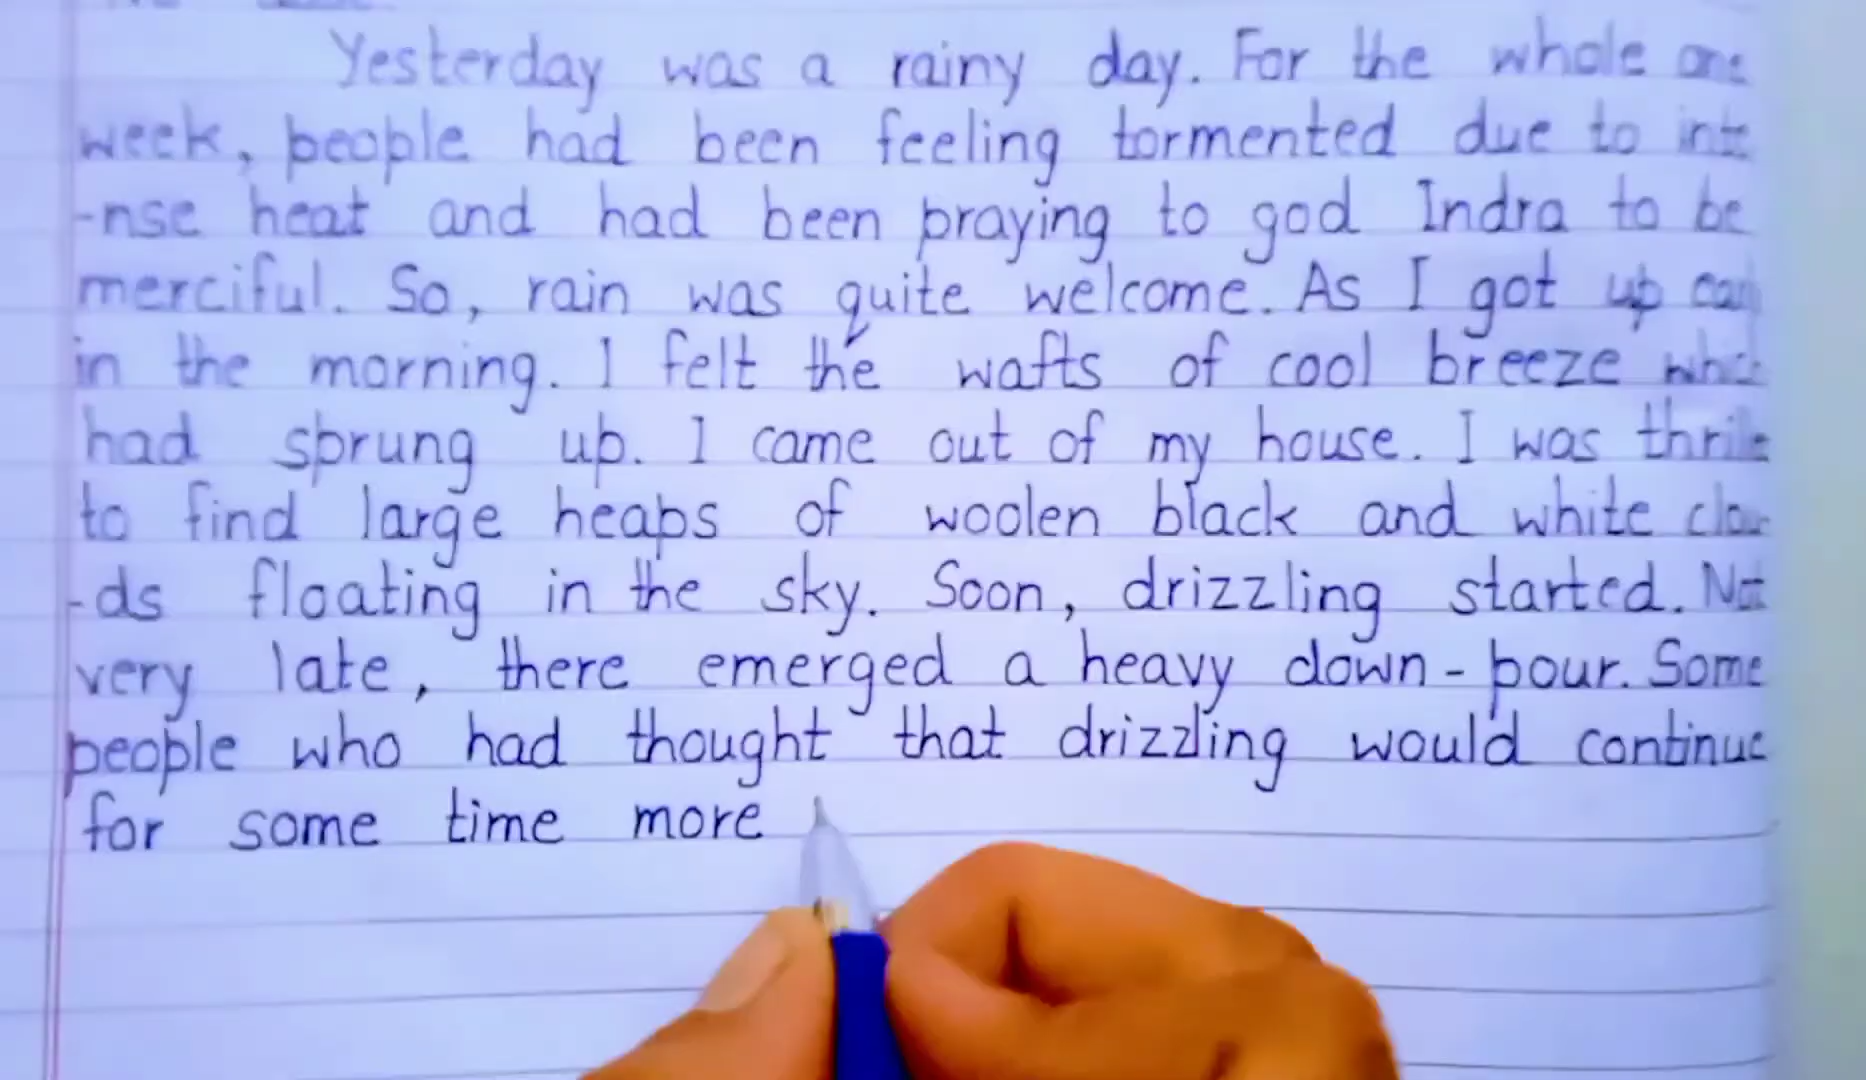 Yesterday was a rainy day. For the whole one
week, people had been feeling tormented due to inte
-nse heat and had been praying to god Indra to be
merciful. So, rain was quite welcome. As I got up
in the morning. I felt the wafts of cool breeze
had sprung up. I came out of my house. I was
to find large heaps of woolen black and white clou
-ds floating in the sky. Soon, drizzling started. Not
very late, there emerged a heavy down-pour. Some
people who had thought that drizzling would continue
for some time more